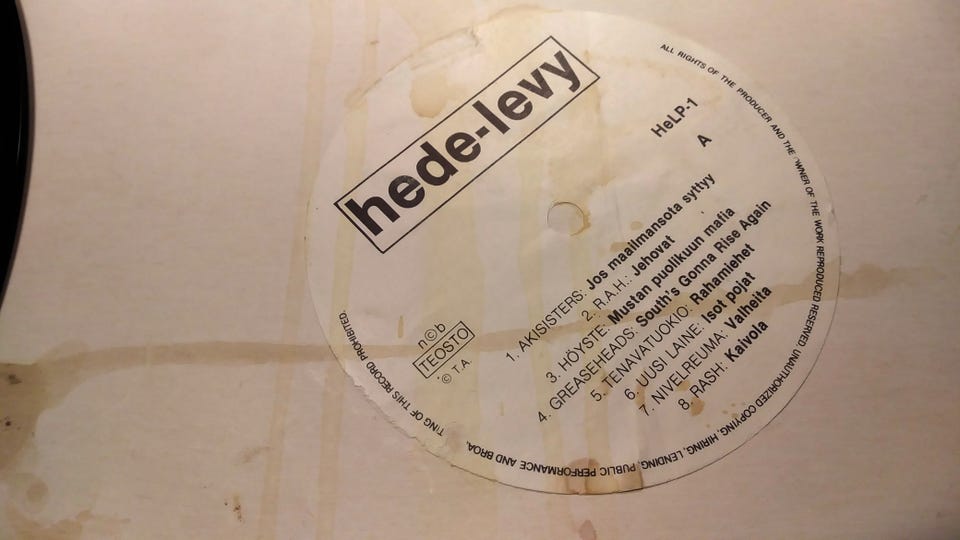 hede-levy
HeLP-1
A
1. AKISISTERS: Jos maailmansota syttyy
2. R.A.H.: Jehovat
3. HÖYSTE: Mustan puolikuun mafia
4. GREASEHEADS: South's Gonna Rise Again
5. TENAVATUOKIO: Rahamiehet
6. UUSI LAINE: Isot pojat
7. NIVELREUMA: Valheita
8. RASH: Kaivola
n©b
TEOSTO
© T.A.
ALL RIGHTS OF THE PRODUCER AND THE WNER OF THE WORK REPRODUCED RESERVED UNAUTHORIZED COPYING, HIRING, LENDING, PUBLIC PERFORMANCE AND BROA TING OF THIS RECORD PROHIBITED.